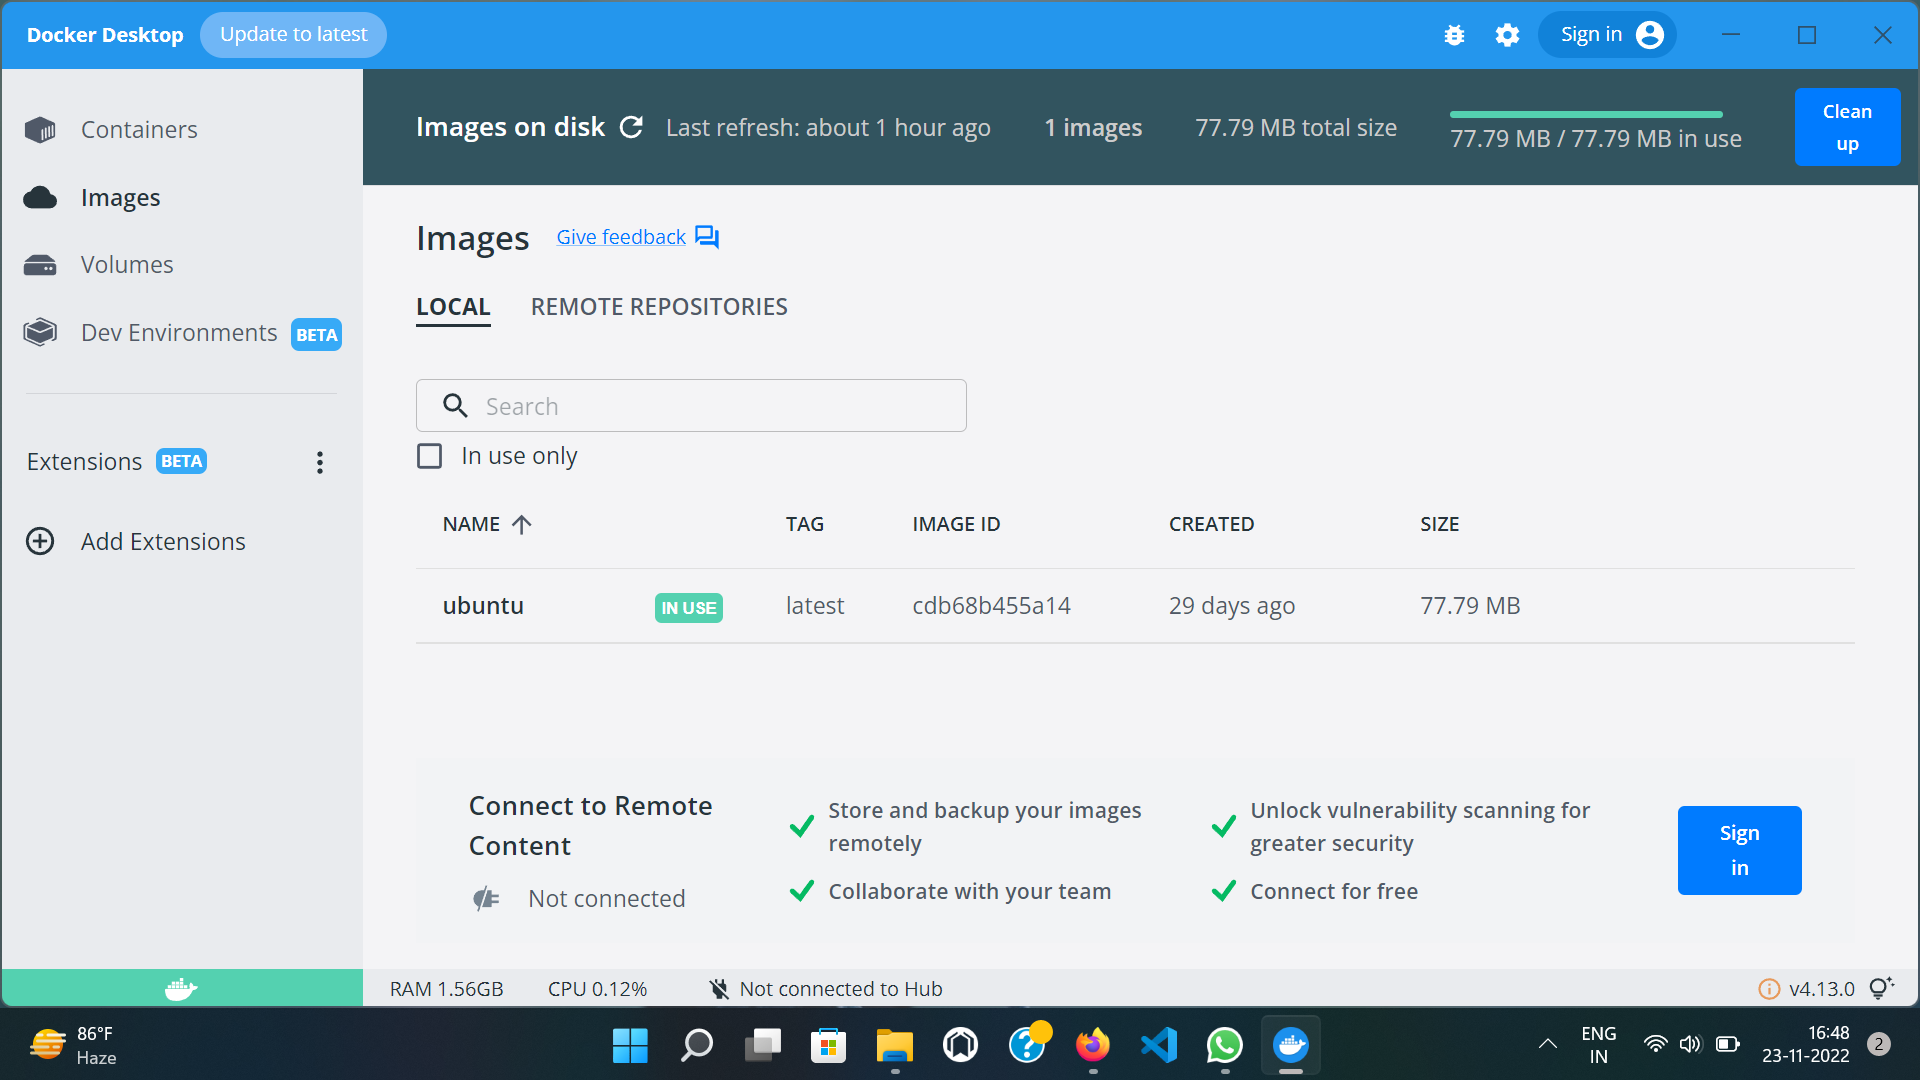 Docker Desktop Update to latest Sign in
Containers
Images
Volumes
Dev Environments BETA
Extensions BETA
Add Extensions
Images on disk Last refresh: about 1 hour ago 1 images 77.79 MB total size 77.79 MB / 77.79 MB in use
Clean
up
Images Give feedback
LOCAL REMOTE REPOSITORIES
Search
In use only
NAME TAG IMAGE ID CREATED SIZE
ubuntu IN USE latest cdb68b455a14 29 days ago 77.79 MB
Connect to Remote
Content
Not connected
Store and backup your images
remotely
Collaborate with your team
Unlock vulnerability scanning for
greater security
Connect for free
Sign
in
RAM 1.56GB CPU 0.12% Not connected to Hub v4.13.0
86°F
Haze
ENG
IN
16:48
23-11-2022
2